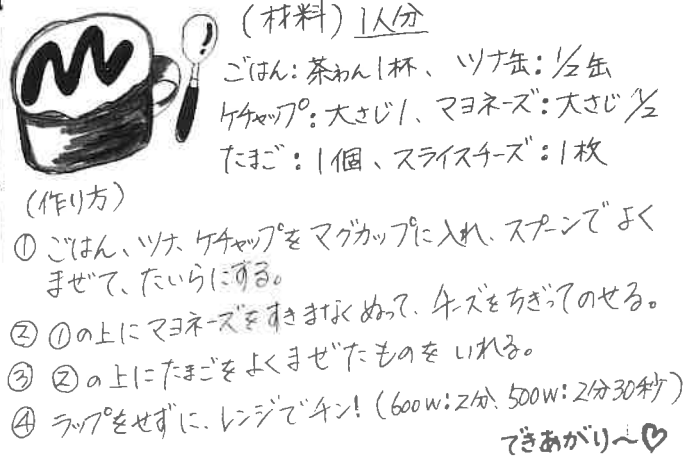 (材料) 1人分
ごはん:茶わん1杯、ツナ缶:1/2缶
ケチャップ:大さじ1、マヨネーズ:大さじ1/2
たまご:1個、スライスチーズ:1枚
(作り方)
① ごはん、ツナ、ケチャップをマグカップに入れ、スプーンでよく
まぜて、たいらにする。
② ①の上にマヨネーズをすきまなくぬって、チーズをちぎってのせる。
③ ②の上にたまごをよくまぜたものをいれる。
④ ラップをせずに、レンジでチン!(600W:2分、500W:2分30秒)
できあがり〜♡